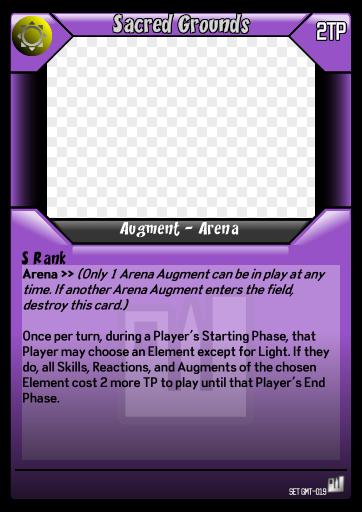 Sacred Grounds
2TP
Augment - Arena
S Rank
Arena >> (Only 1 Arena Augment can be in play at any
time. If another Arena Augment enters the field,
destroy this card.)
Once per turn, during a Player's Starting Phase, that
Player may choose an Element except for Light. If they
do, all Skills, Reactions, and Augments of the chosen
Element cost 2 more TP to play until that Player's End
Phase.
SET GMT-019